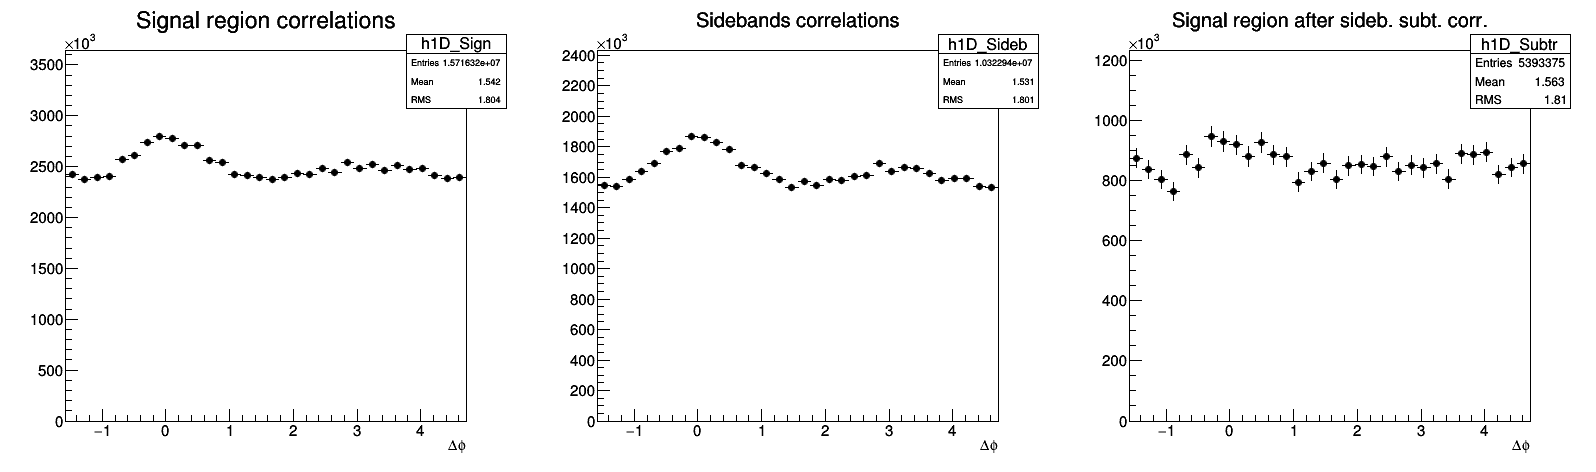 Signal region correlations
×10³
h1D_Sign
Entries 1.571632e+07
Mean 1.542
RMS 1.804
3500
3000
2500
2000
1500
1000
500
0
−1 0 1 2 3 4
Δϕ
Sidebands correlations
×10³
h1D_Sideb
Entries 1.032294e+07
Mean 1.531
RMS 1.801
2400
2200
2000
1800
1600
1400
1200
1000
800
600
400
200
0
−1 0 1 2 3 4
Δϕ
Signal region after sideb. subt. corr.
×10³
h1D_Subtr
Entries 5393375
Mean 1.563
RMS 1.81
1200
1000
800
600
400
200
0
−1 0 1 2 3 4
Δϕ